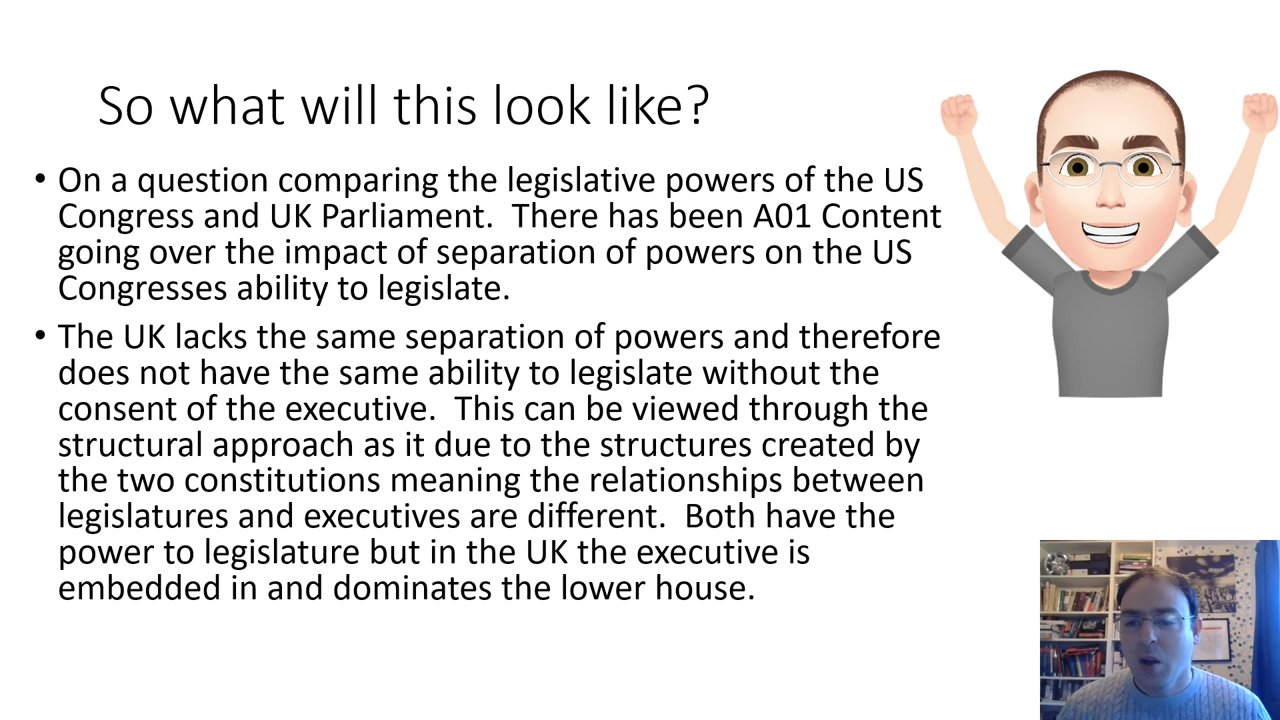 So what will this look like?
• On a question comparing the legislative powers of the US
Congress and UK Parliament.  There has been A01 Content
going over the impact of separation of powers on the US
Congresses ability to legislate.
• The UK lacks the same separation of powers and therefore
does not have the same ability to legislate without the
consent of the executive.  This can be viewed through the
structural approach as it due to the structures created by
the two constitutions meaning the relationships between
legislatures and executives are different.  Both have the
power to legislature but in the UK the executive is
embedded in and dominates the lower house.